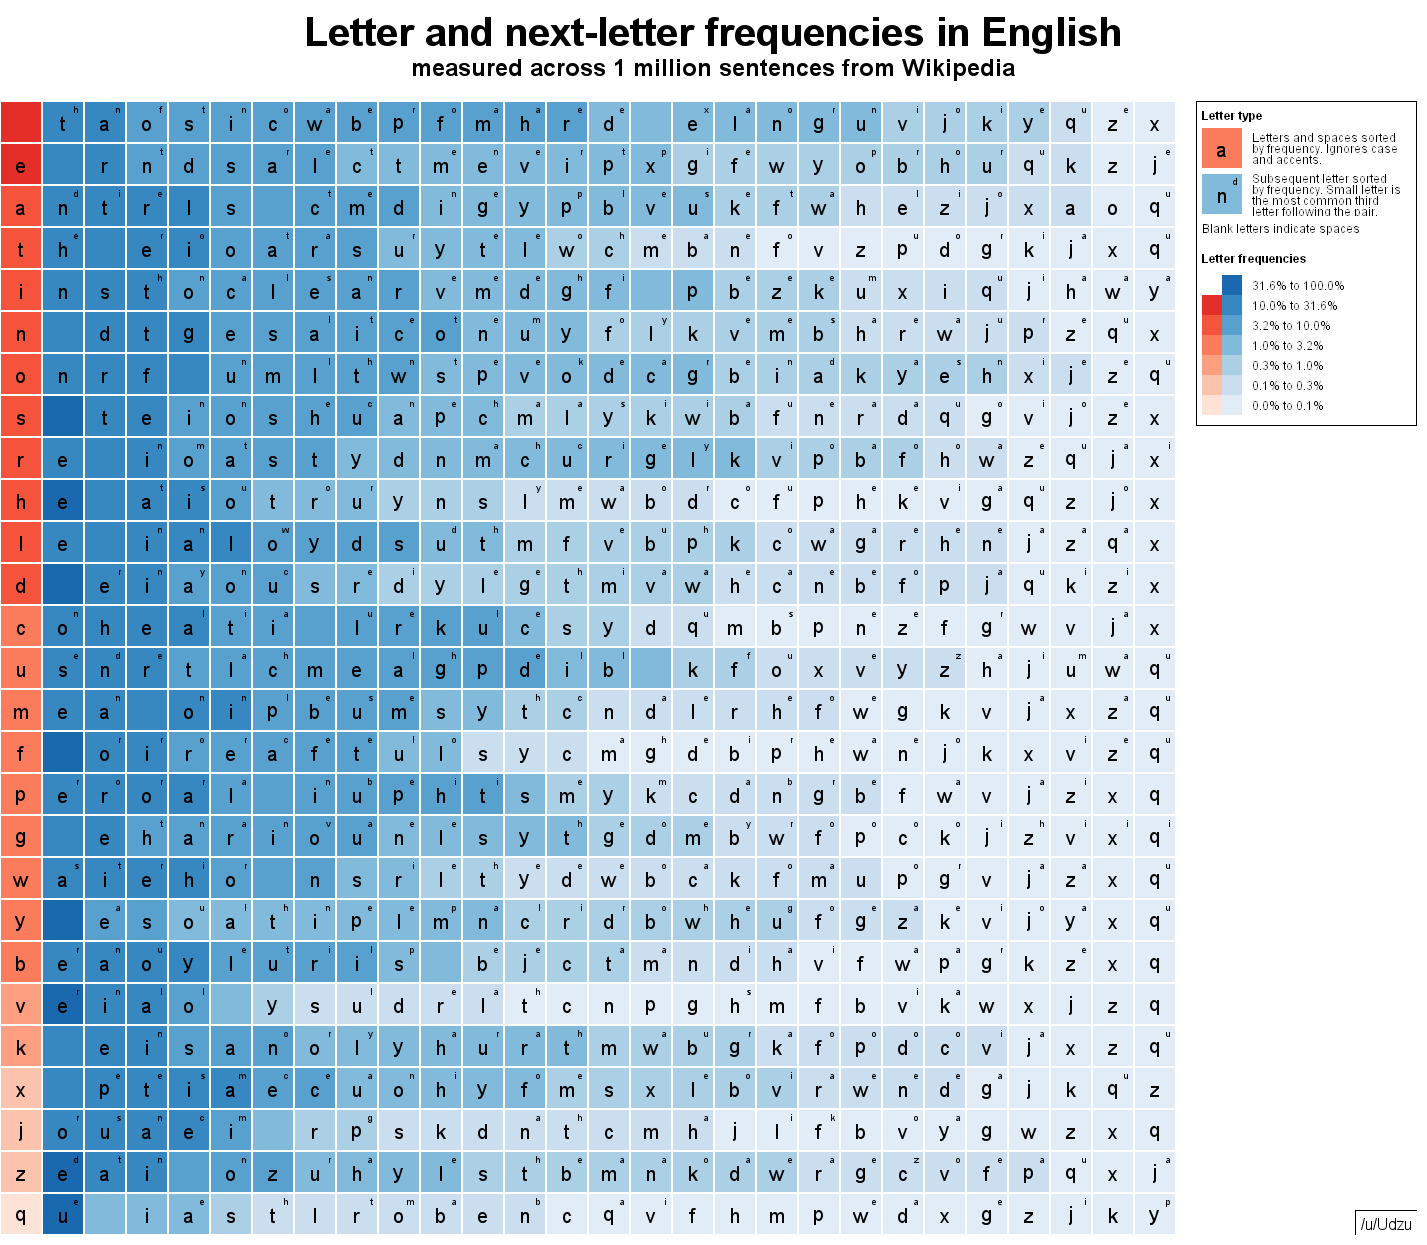 Letter and next-letter frequencies in English
measured across 1 million sentences from Wikipedia
t a o s i c w b p f m h r d e l n g u v j k y q z x
e r n d s a l c t m e v i p x g f w y o b h u q k z j
a n t r l s c m d i g y p b v u k f w h e z j x a o q
t h e i o a r s u y t l w c m b n f v z p d g k j x q
i n s t o c l e a r v m d g f p b z k u x i q j h w y
n d t g e s a i c o n u y f l k v m b h r w j p z q x
o n r f u m l t w s p v o d c g b i a k y e h x j z q
s t e i o s h u a p c m l y k w b f n r d q g v j z x
r e i o a s t y d n m c u r g l k v p b f h w z q j x
h e a i o t r u y n s l m w b d c f p h k v g q z j x
l e i a l o y d s u t m f v b p k c w g r h n j z q x
d e i a o u s r d y l g t m v w h c n b f p j q k z x
c o h e a t i l r k u c s y d q m b p n z f g w v j x
u s n r t l c m e a g p d i b k f o x v y z h j u w q
m e a o i p b u m s y t c n d l r h f w g k v j x z q
f o i r e a f t u l s y c m g d b p h w n j k x v z q
p e r o a l i u p h t s m y k c d n g b f w v j z x q
g e h a r i o u n l s y t g d m b w f p c k j z v x q
w a i e h o n s r l t y d w b c k f m u p g v j z x q
y e s o a t i p l m n c r d b w h u f g z k v j y x q
b e a o y l u r i s b j c t m n d h v f w p g k z x q
v e i a o y s u d r l t c n p g h m f b v k w x j z q
k e i s a n o l y h u r t m w b g k f p d c v j x z q
x p t i a e c u o h y f m s x l b v r w n d g j k q z
j o u a e i r p s k d n t c m h j l f b v y g w z x q
z e a i o z u h y l s t b m n k d w r g c v f p q x j
q u i a s t l r o b e n c q v f h m p w d x g z j k y
Letter type
a
Letters and spaces sorted
by frequency. Ignores case
and accents.
n d
Subsequent letter sorted
by frequency. Small letter is
the most common third
letter following the pair.
Blank letters indicate spaces
Letter frequencies
31.6% to 100.0%
10.0% to 31.6%
3.2% to 10.0%
1.0% to 3.2%
0.3% to 1.0%
0.1% to 0.3%
0.0% to 0.1%
/u/Udzu